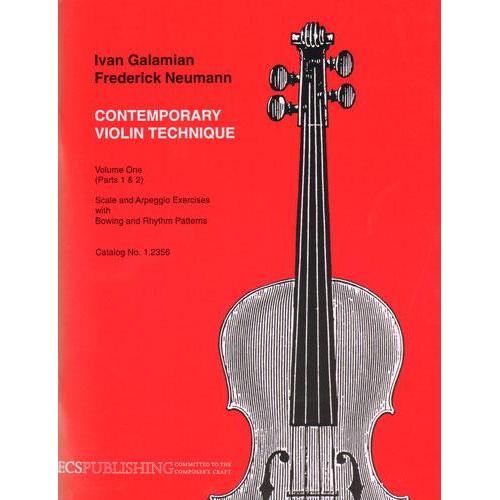 Ivan Galamian
Frederick Neumann
CONTEMPORARY
VIOLIN TECHNIQUE
Volume One
(Parts 1 & 2)
Scale and Arpeggio Exercises
with
Bowing and Rhythm Patterns
Catalog No. 1.2356
ECSPUBLISHING
COMMITTED TO THE
COMPOSER'S CRAFT